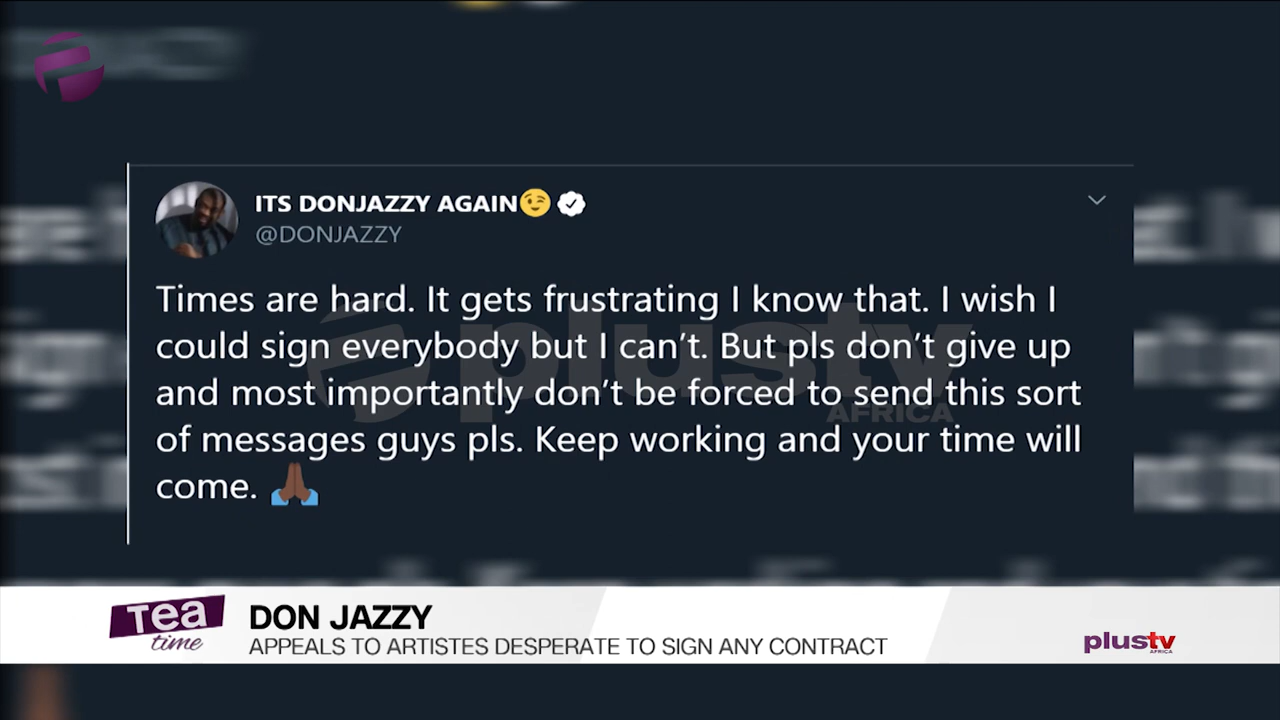 ITS DONJAZZY AGAIN😉
@DONJAZZY
Times are hard. It gets frustrating I know that. I wish I
could sign everybody but I can't. But pls don't give up
and most importantly don't be forced to send this sort
of messages guys pls. Keep working and your time will
come. 🙏🏾
plustv
AFRICA
Tea
time
DON JAZZY
APPEALS TO ARTISTES DESPERATE TO SIGN ANY CONTRACT
plustv
AFRICA